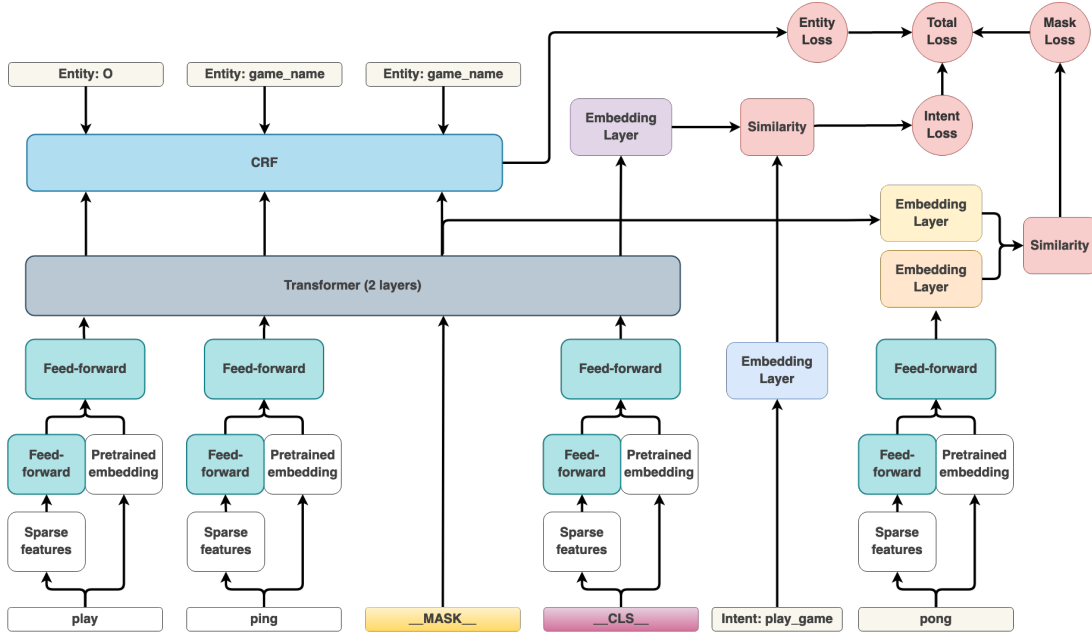 Entity
Loss
Total
Loss
Mask
Loss
Entity: O
Entity: game_name
Entity: game_name
Embedding
Layer
Similarity
Intent
Loss
CRF
Embedding
Layer
Similarity
Embedding
Layer
Transformer (2 layers)
Feed-forward
Feed-forward
Feed-forward
Embedding
Layer
Feed-forward
Feed-
forward
Pretrained
embedding
Feed-
forward
Pretrained
embedding
Feed-
forward
Pretrained
embedding
Feed-
forward
Pretrained
embedding
Sparse
features
Sparse
features
Sparse
features
Sparse
features
play
ping
__MASK__
__CLS__
Intent: play_game
pong